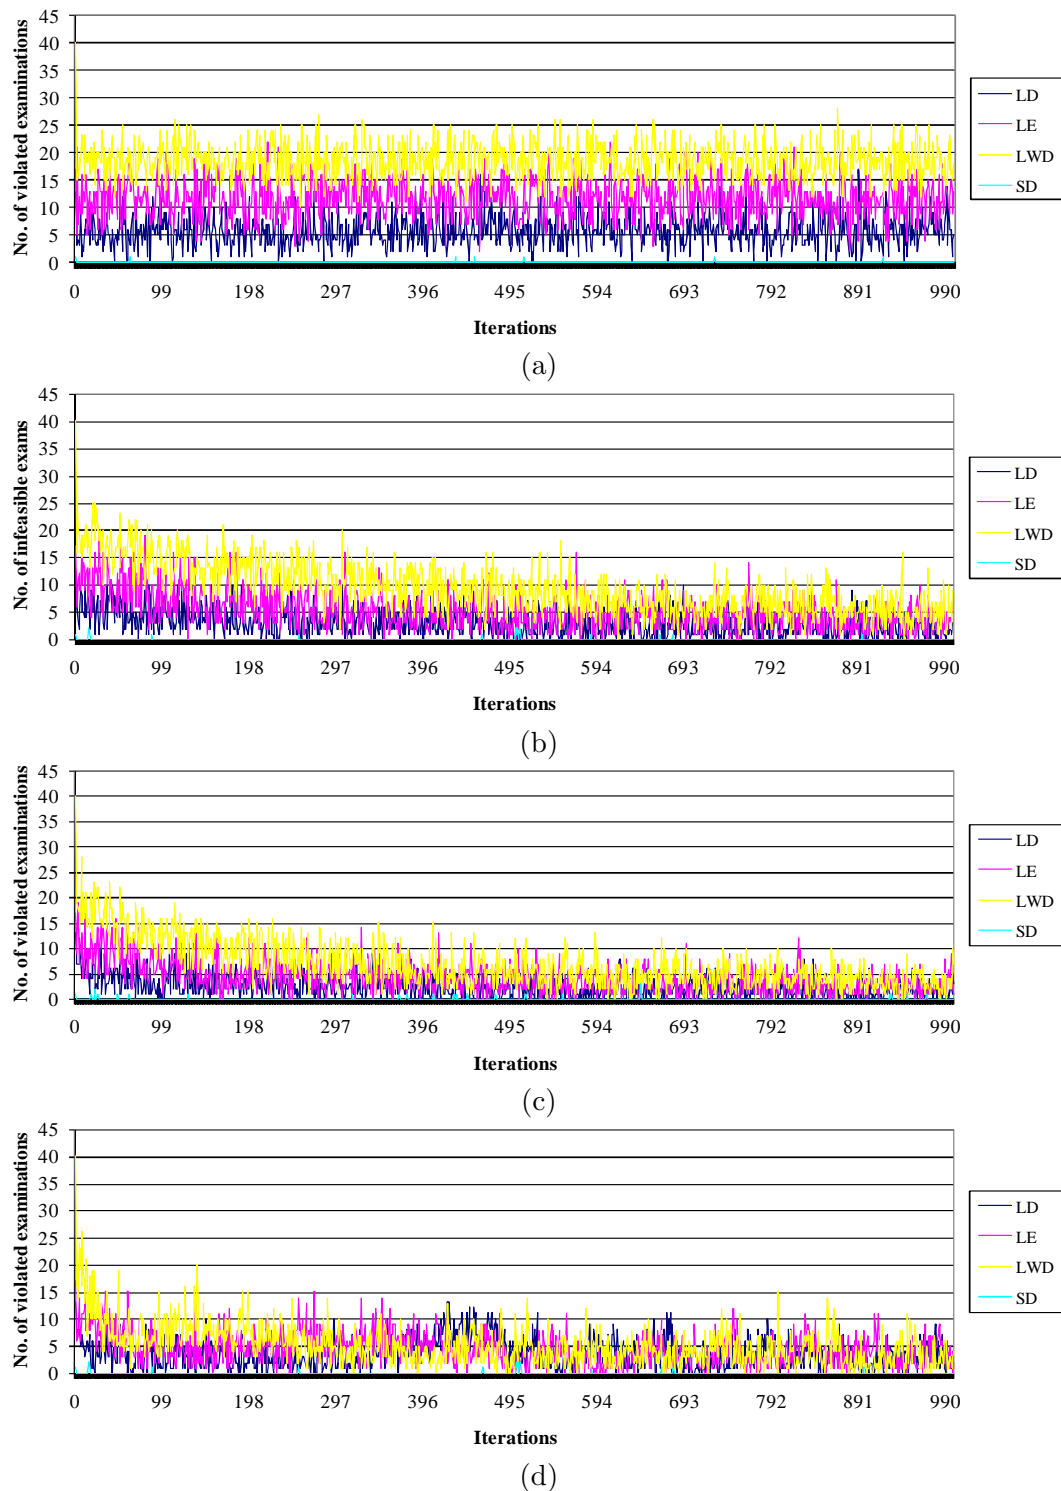 No. of violated examinations
45
40
35
30
25
20
15
10
5
0
0 99 198 297 396 495 594 693 792 891 990
Iterations
LD
LE
LWD
SD
(a)
No. of infeasible exams
45
40
35
30
25
20
15
10
5
0
0 99 198 297 396 495 594 693 792 891 990
Iterations
LD
LE
LWD
SD
(b)
No. of violated examinations
45
40
35
30
25
20
15
10
5
0
0 99 198 297 396 495 594 693 792 891 990
Iterations
LD
LE
LWD
SD
(c)
No. of violated examinations
45
40
35
30
25
20
15
10
5
0
0 99 198 297 396 495 594 693 792 891 990
Iterations
LD
LE
LWD
SD
(d)